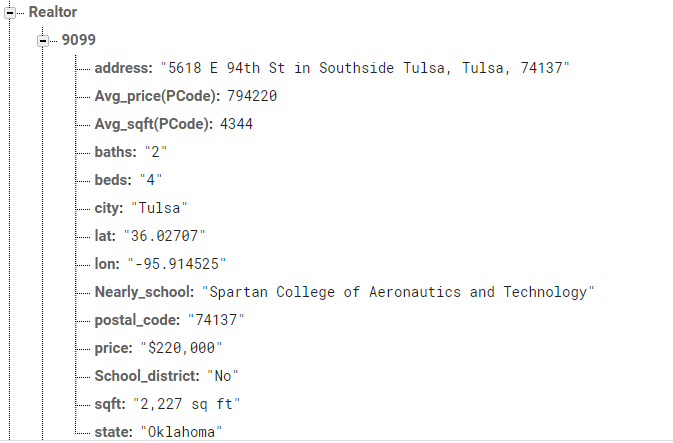 Realtor
9099
address: "5618 E 94th St in Southside Tulsa, Tulsa, 74137"
Avg_price(PCode): 794220
Avg_sqft(PCode): 4344
baths: "2"
beds: "4"
city: "Tulsa"
lat: "36.02707"
lon: "-95.914525"
Nearly_school: "Spartan College of Aeronautics and Technology"
postal_code: "74137"
price: "$220,000"
School_district: "No"
sqft: "2,227 sq ft"
state: "Oklahoma"